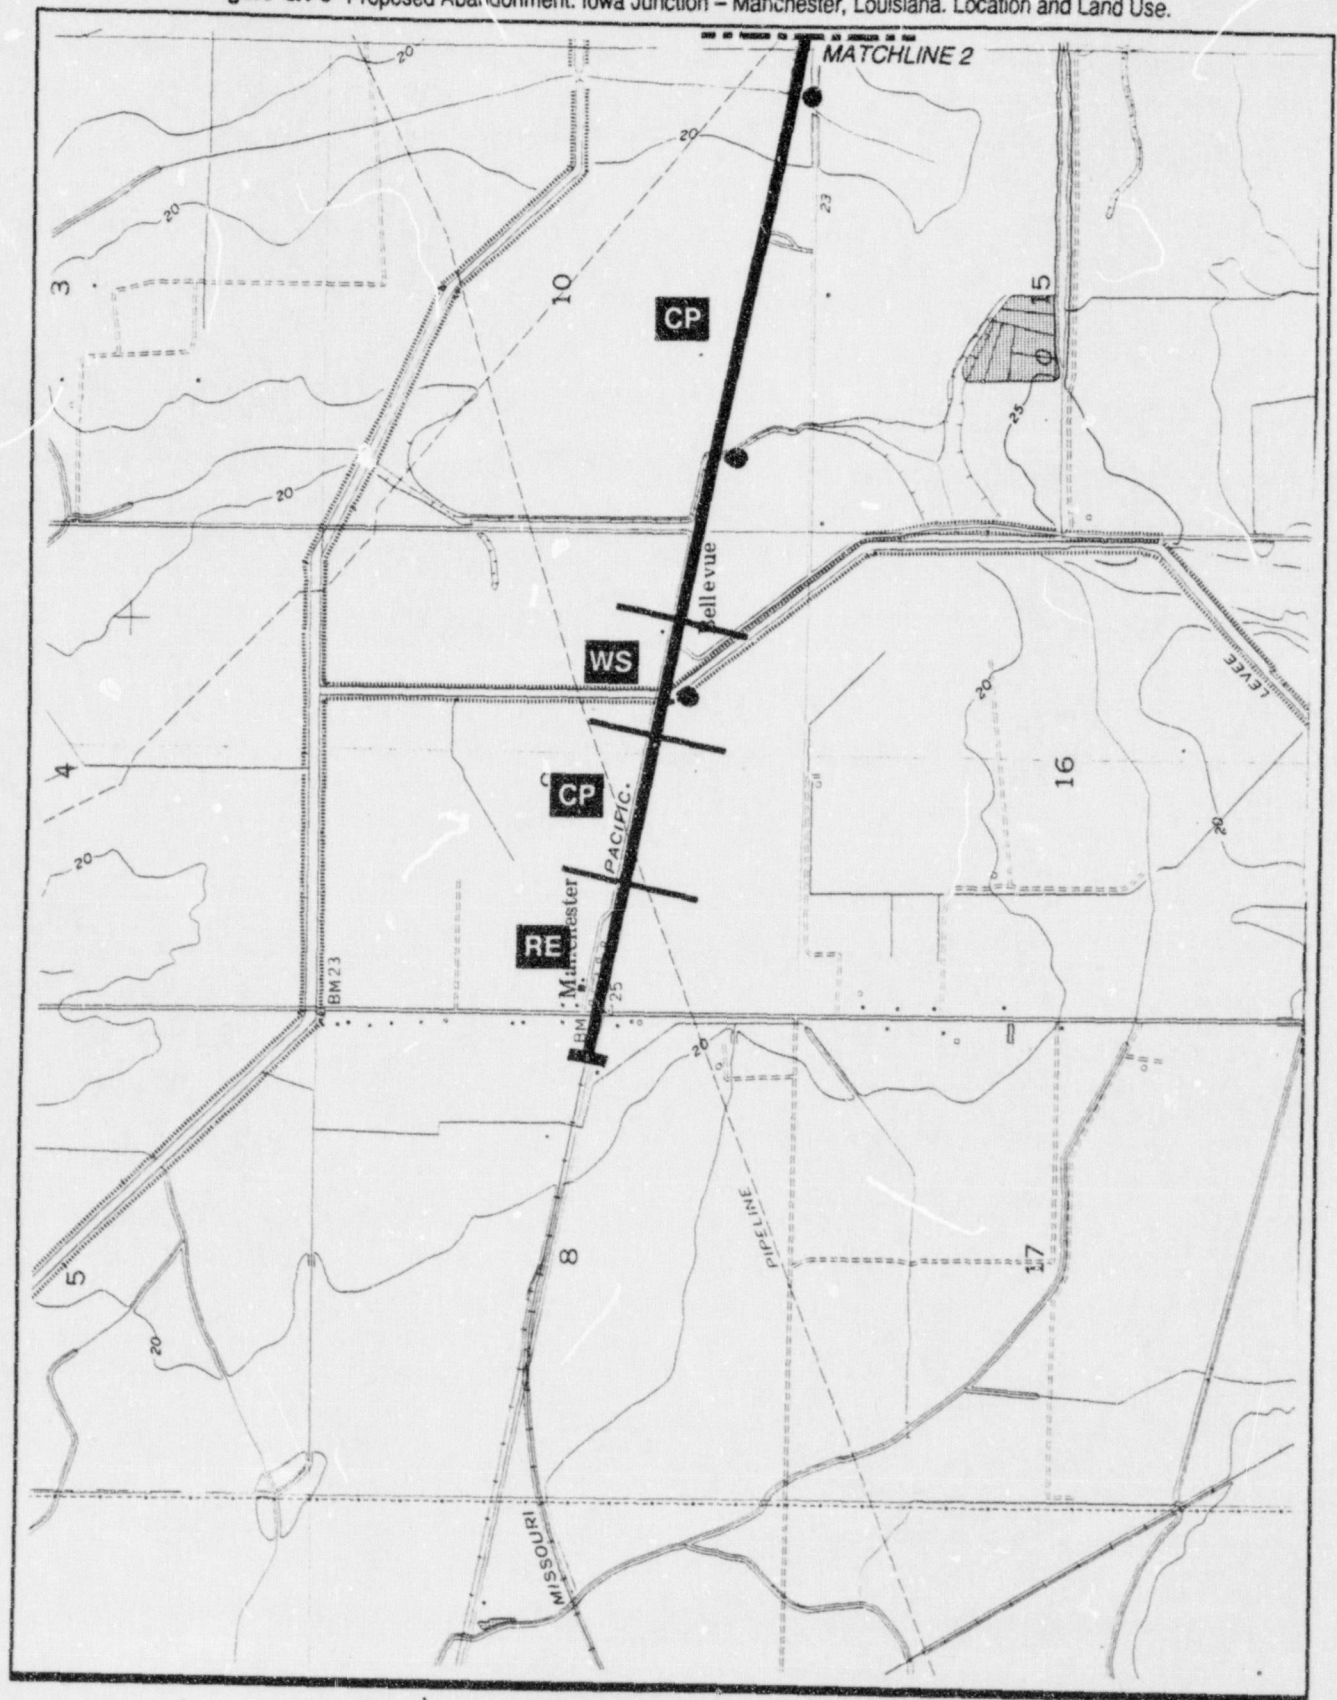 Proposed Abandonment: Iowa Junction – Manchester, Louisiana. Location and Land Use.
MATCHLINE 2
20
20
20
23
3
10
15
CP
25
20
Bellevue
WS
LEVEE
20
4
16
CP
PACIFIC.
20
20
Manchester
RE
BM23
25
BM
20
PIPELINE
5
8
17
20
MISSOURI